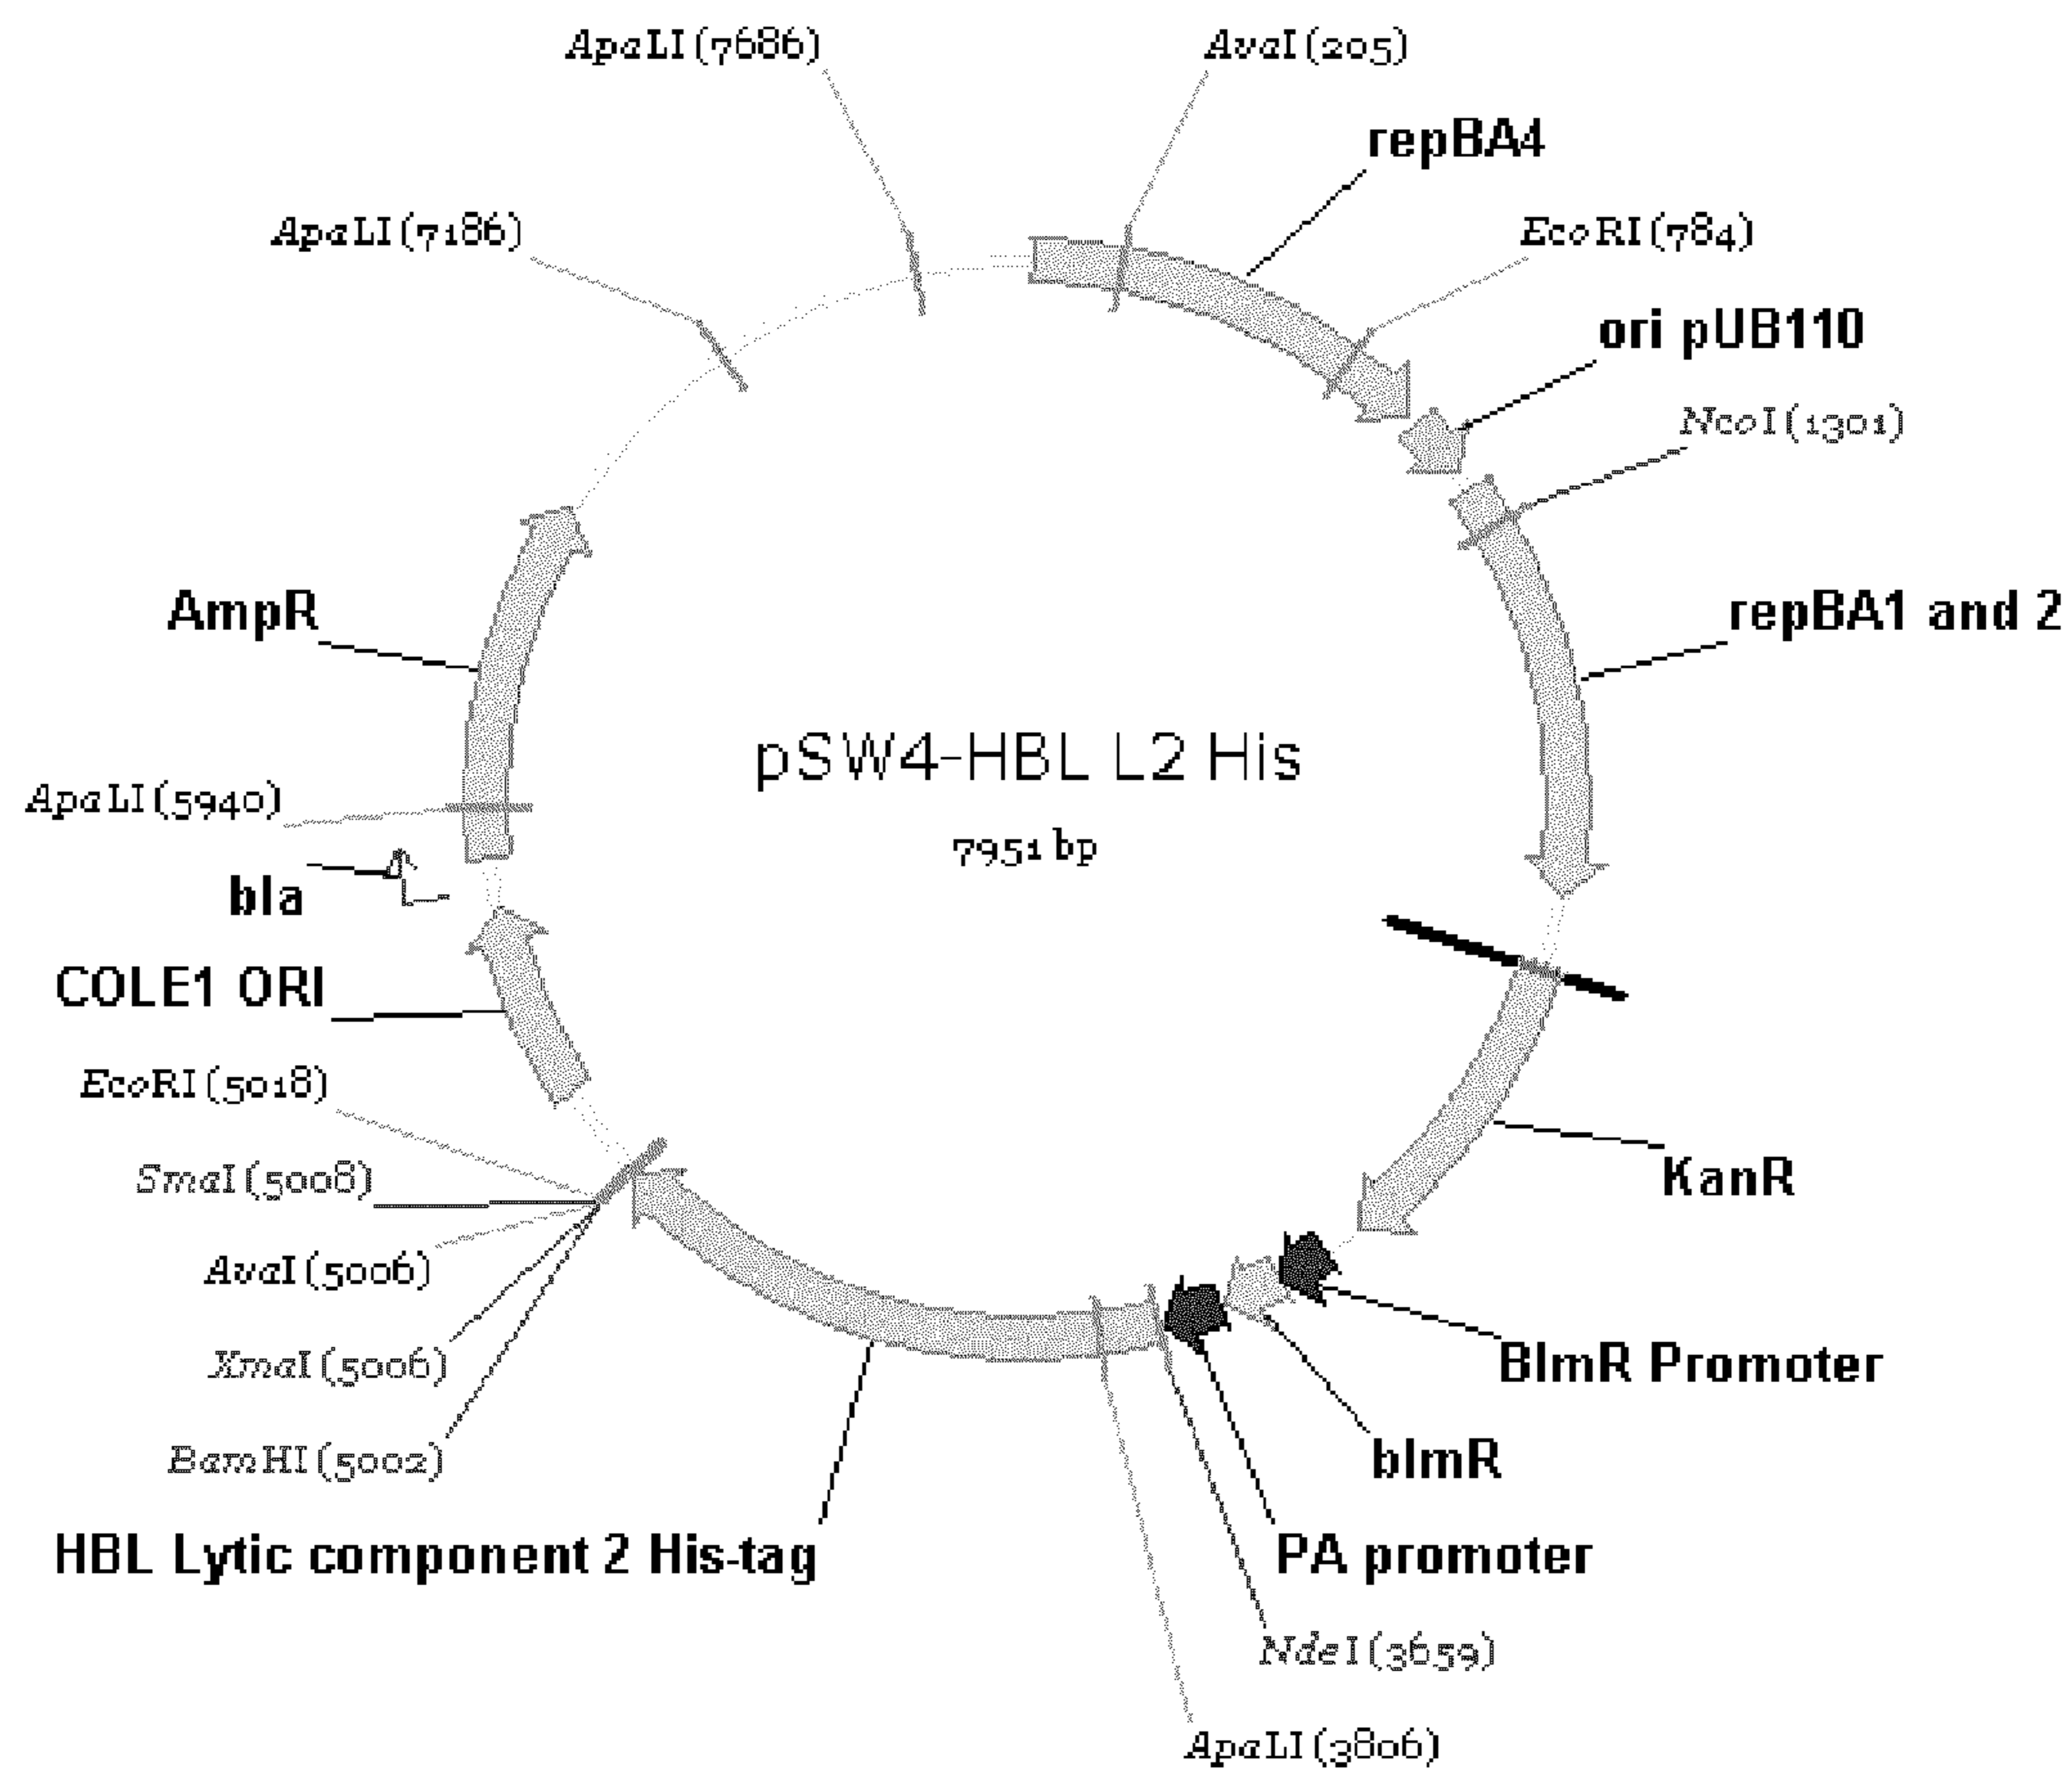 ApaLI(7686)
AvaI(205)
repBA4
ApaLI(7186)
EcoRI(784)
ori pUB110
NcoI(1301)
AmpR
repBA1 and 2
pSW4-HBL L2 His
7951 bp
ApaLI(5940)
bla
COLE1 ORI
EcoRI(5018)
SmaI(5008)
KanR
AvaI(5006)
XmaI(5006)
BlmR Promoter
BamHI(5002)
blmR
HBL Lytic component 2 His-tag
PA promoter
NdeI(3659)
ApaLI(3806)